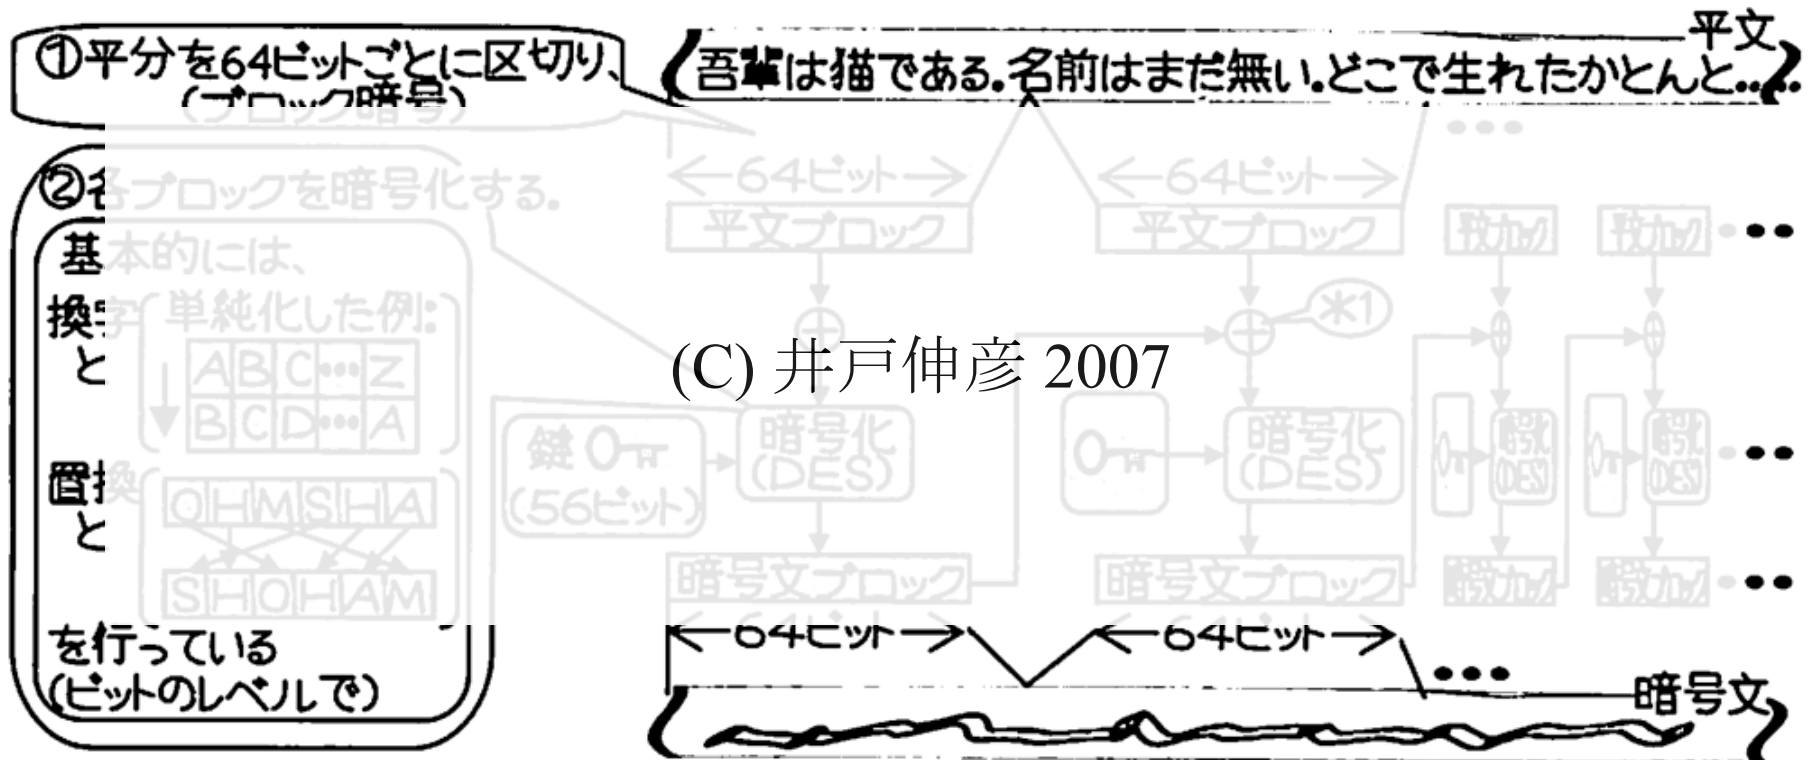 ①平分を64ビットごとに区切り、
(ブロック暗号)
平文
吾輩は猫である.名前はまだ無い.どこで生れたかとんと.....
②各ブロックを暗号化する.
基本的には、
換字
単純化した例:
と
A B C … Z
B C D … A
置換
と
O H M S H A
S H O H A M
を行っている
(ビットのレベルで)
64ビット
64ビット
平文ブロック
平文ブロック
*1
(C) 井戸伸彦 2007
鍵
(56ビット)
暗号化
(DES)
暗号化
(DES)
DES
DES
暗号文ブロック
暗号文ブロック
64ビット
64ビット
暗号文